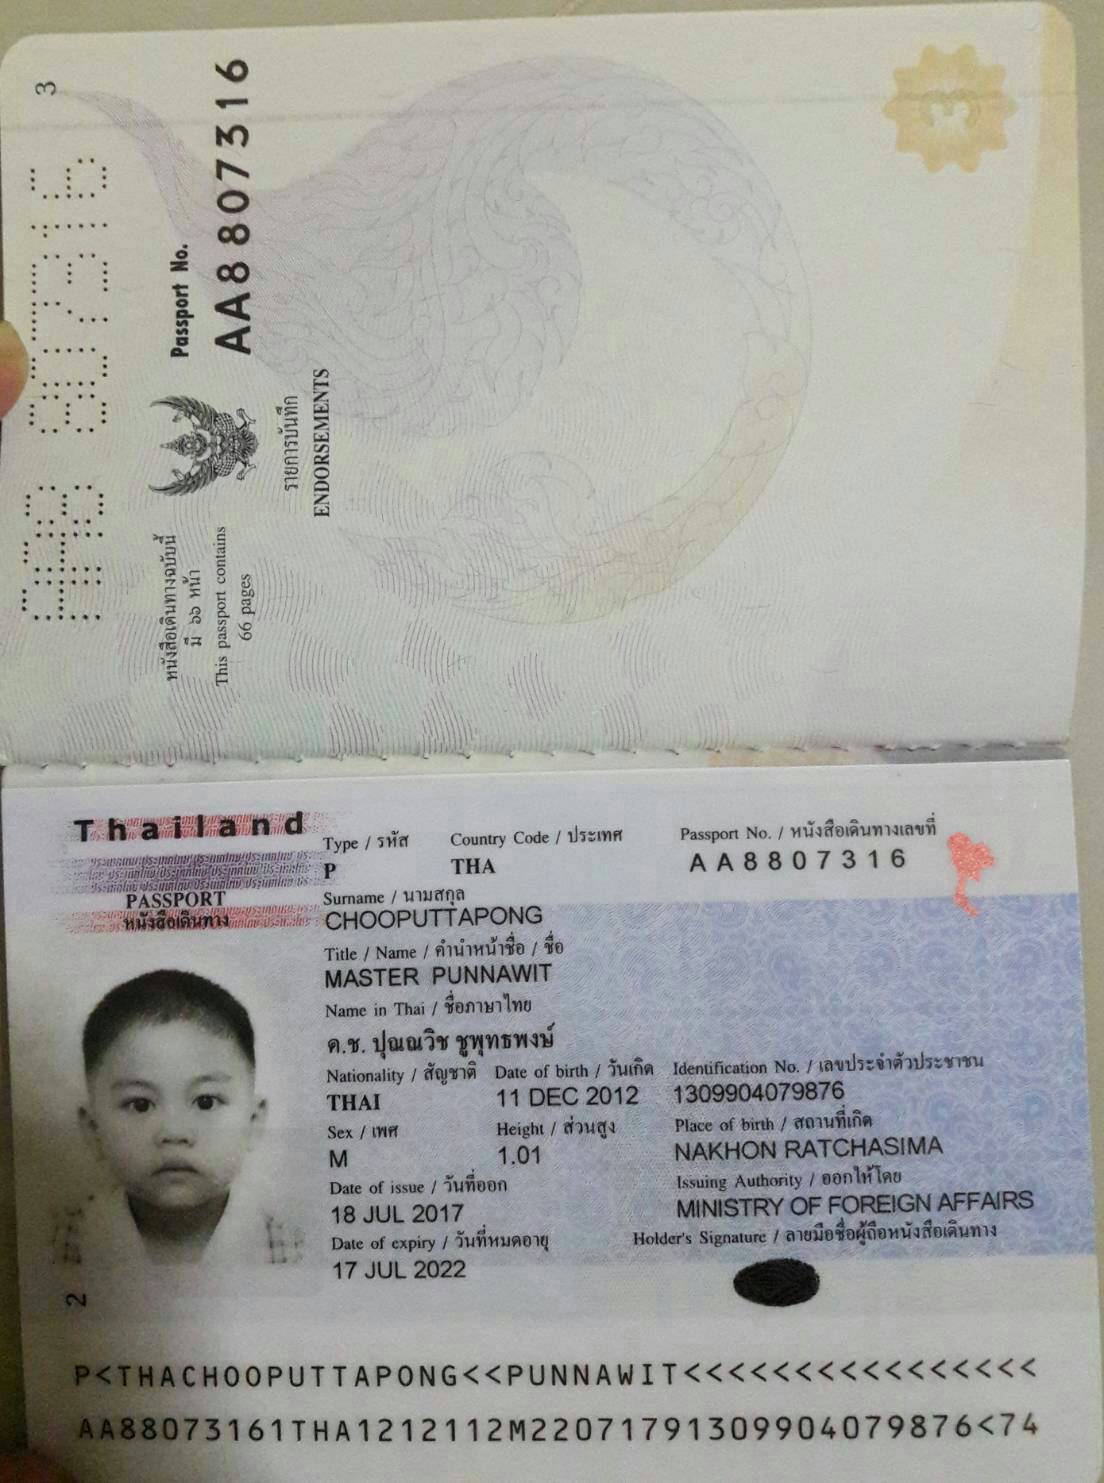 3
AA8807316
หนังสือเดินทางฉบับนี้
มี ๖๖ หน้า
This passport contains
66 pages
Passport No.
AA8807316
รายการบันทึก
ENDORSEMENTS
Thailand
PASSPORT
หนังสือเดินทาง
Type / รหัส Country Code / ประเทศ Passport No. / หนังสือเดินทางเลขที่
P THA AA8807316
Surname / นามสกุล
CHOOPUTTAPONG
Title / Name / คำนำหน้าชื่อ / ชื่อ
MASTER PUNNAWIT
Name in Thai / ชื่อภาษาไทย
ด.ช. ปุณณวิช ชูพุทธพงษ์
Nationality / สัญชาติ Date of birth / วันเกิด Identification No. / เลขประจำตัวประชาชน
THAI 11 DEC 2012 1309904079876
Sex / เพศ Height / ส่วนสูง Place of birth / สถานที่เกิด
M 1.01 NAKHON RATCHASIMA
Date of issue / วันที่ออก Issuing Authority / ออกให้โดย
18 JUL 2017 MINISTRY OF FOREIGN AFFAIRS
Date of expiry / วันที่หมดอายุ Holder's Signature / ลายมือชื่อผู้ถือหนังสือเดินทาง
17 JUL 2022
2
P<THACHOOPUTTAPONG<<PUNNAWIT<<<<<<<<<<<<<<<<
AA88073161THA1212112M22071791309904079876<74